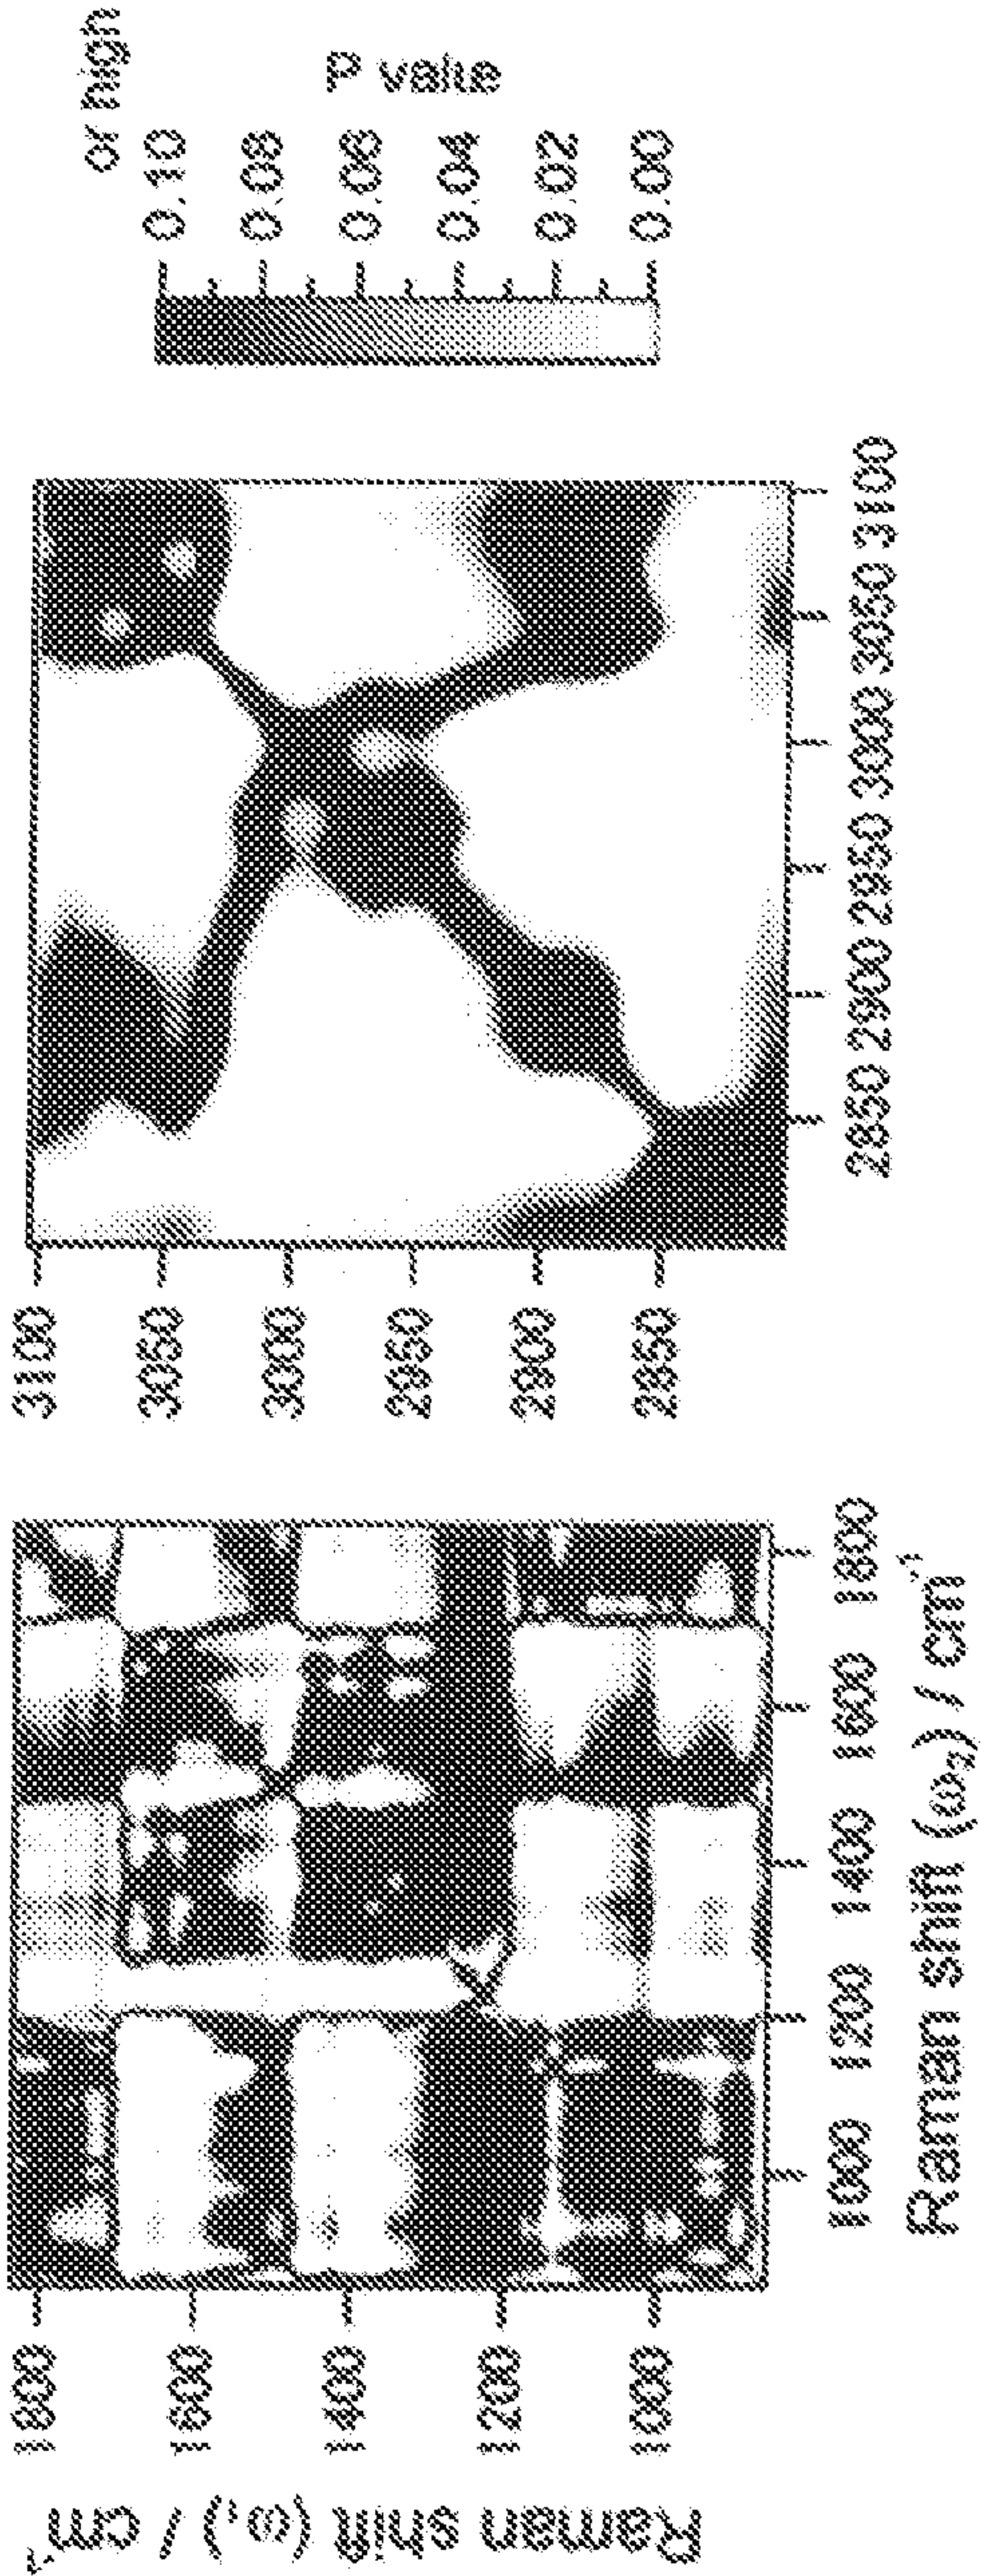 Raman shift (ω₁) / cm⁻¹
1800
1600
1400
1200
1000
1000 1200 1400 1600 1800
Raman shift (ω₂) / cm⁻¹
3100
3050
3000
2950
2900
2850
2850 2900 2950 3000 3050 3100
or high
0.10
0.08
0.06
0.04
0.02
0.00
P value